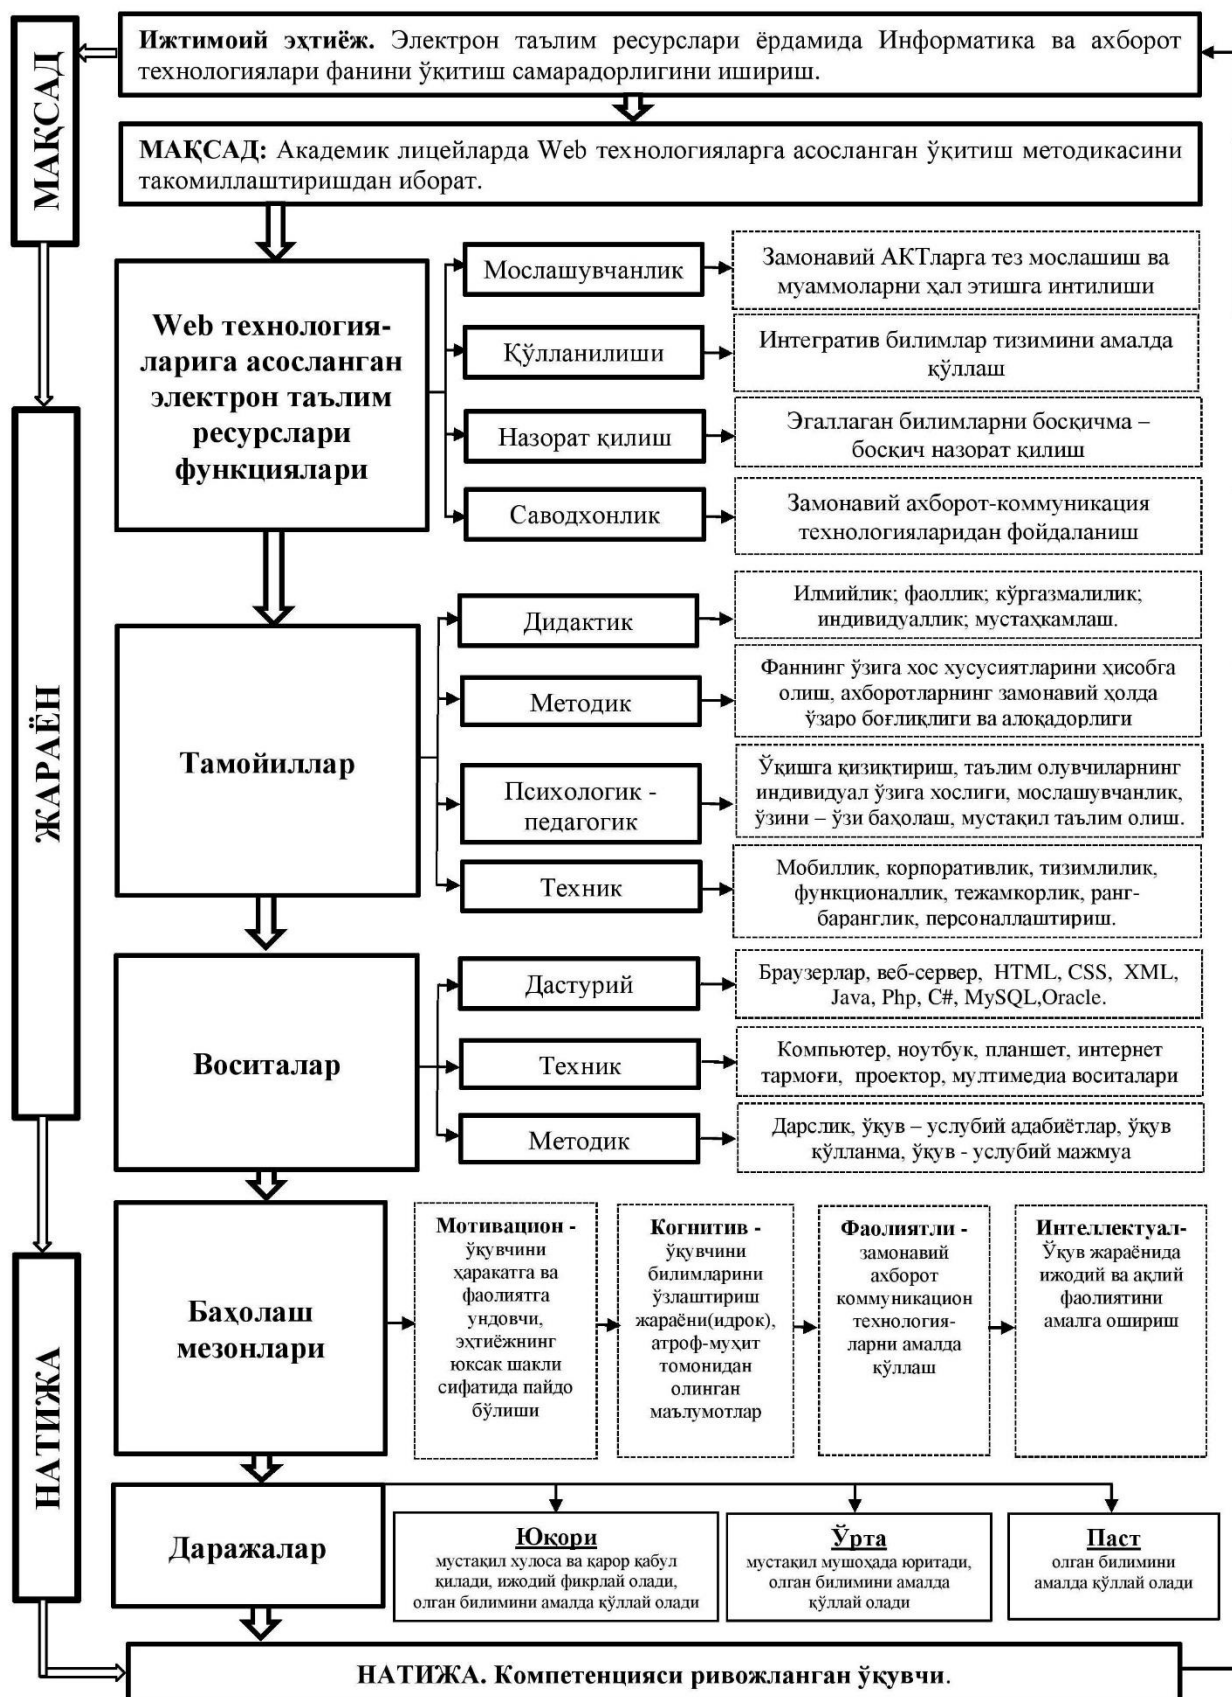 МАҚСАД
Ижтимоий эҳтиёж. Электрон таълим ресурслари ёрдамида Информатика ва ахборот
технологиялари фанини ўқитиш самарадорлигини ишириш.
МАҚСАД: Академик лицейларда Web технологияларга асосланган ўқитиш методикасини
такомиллаштиришдан иборат.
ЖАРАЁН
Web технология-
ларига асосланган
электрон таълим
ресурслари
функциялари
Мослашувчанлик
Замонавий АКТларга тез мослашиш ва
муаммоларни ҳал этишга интилиши
Қўлланилиши
Интегратив билимлар тизимини амалда
қўллаш
Назорат қилиш
Эгаллаган билимларни босқичма –
босқич назорат қилиш
Саводхонлик
Замонавий ахборот-коммуникация
технологияларидан фойдаланиш
Тамойиллар
Дидактик
Илмийлик; фаоллик; кўргазмалилик;
индивидуаллик; мустаҳкамлаш.
Методик
Фаннинг ўзига хос хусусиятларини ҳисобга
олиш, ахборотларнинг замонавий ҳолда
ўзаро боғлиқлиги ва алоқадорлиги
Психологик -
педагогик
Ўқишга қизиқтириш, таълим олувчиларнинг
индивидуал ўзига хослиги, мослашувчанлик,
ўзини – ўзи баҳолаш, мустақил таълим олиш.
Техник
Мобиллик, корпоративлик, тизимлилик,
функционаллик, тежамкорлик, ранг-
баранглик, персоналлаштириш.
Воситалар
Дастурий
Браузерлар, веб-сервер, HTML, CSS, XML,
Java, Php, C#, MySQL,Oracle.
Техник
Компьютер, ноутбук, планшет, интернет
тармоғи, проектор, мултимедиа воситалари
Методик
Дарслик, ўқув – услубий адабиётлар, ўқув
қўлланма, ўқув - услубий мажмуа
НАТИЖА
Баҳолаш
мезонлари
Мотивацион -
ўқувчини
ҳаракатга ва
фаолиятга
ундовчи,
эҳтиёжнинг
юксак шакли
сифатида пайдо
бўлиши
Когнитив -
ўқувчини
билимларини
ўзлаштириш
жараёни(идрок),
атроф-муҳит
томонидан
олинган
маълумотлар
Фаолиятли -
замонавий
ахборот
коммуникацион
технология-
ларни амалда
қўллаш
Интеллектуал-
Ўқув жараёнида
ижодий ва ақлий
фаолиятини
амалга ошириш
Даражалар
Юқори
мустақил хулоса ва қарор қабул
қилади, ижодий фикрлай олади,
олган билимини амалда қўллай олади
Ўрта
мустақил мушоҳада юритади,
олган билимини амалда
қўллай олади
Паст
олган билимини
амалда қўллай олади
НАТИЖА. Компетенцияси ривожланган ўқувчи.